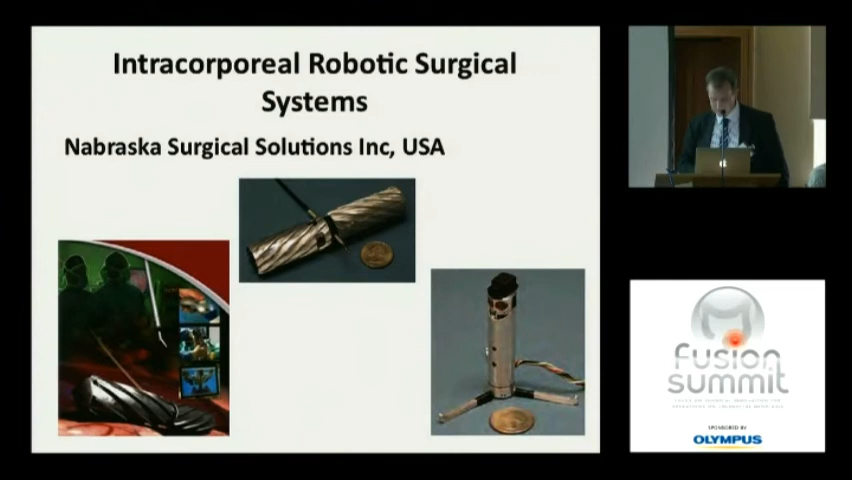 Intracorporeal Robotic Surgical
Systems
Nabraska Surgical Solutions Inc, USA
fusion
summit
SPONSORED BY
OLYMPUS